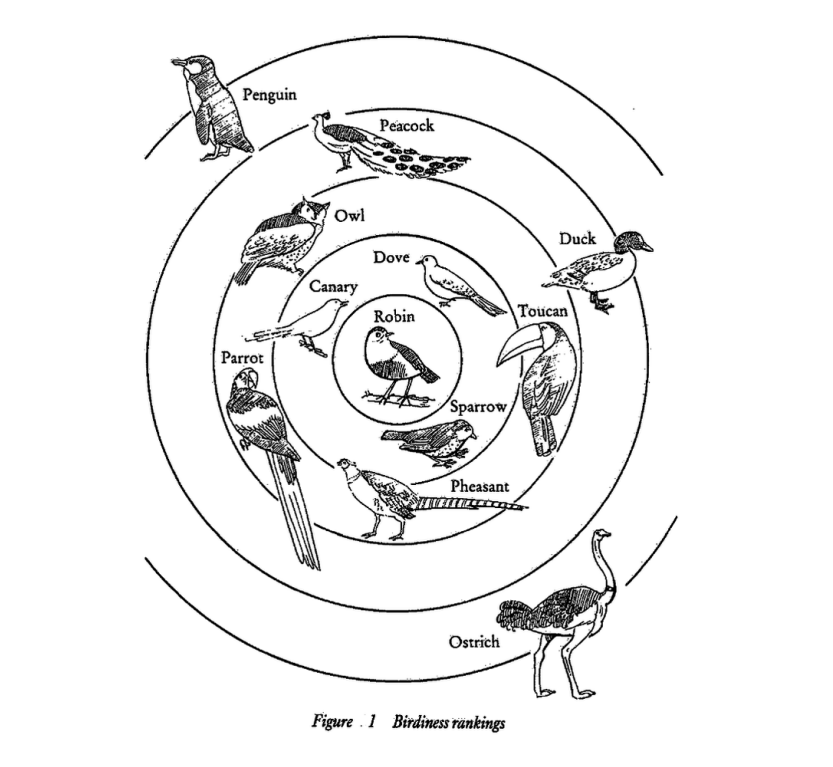 Penguin
Peacock
Owl
Duck
Dove
Canary
Robin
Toucan
Parrot
Sparrow
Pheasant
Ostrich
Figure . 1 Birdiness rankings